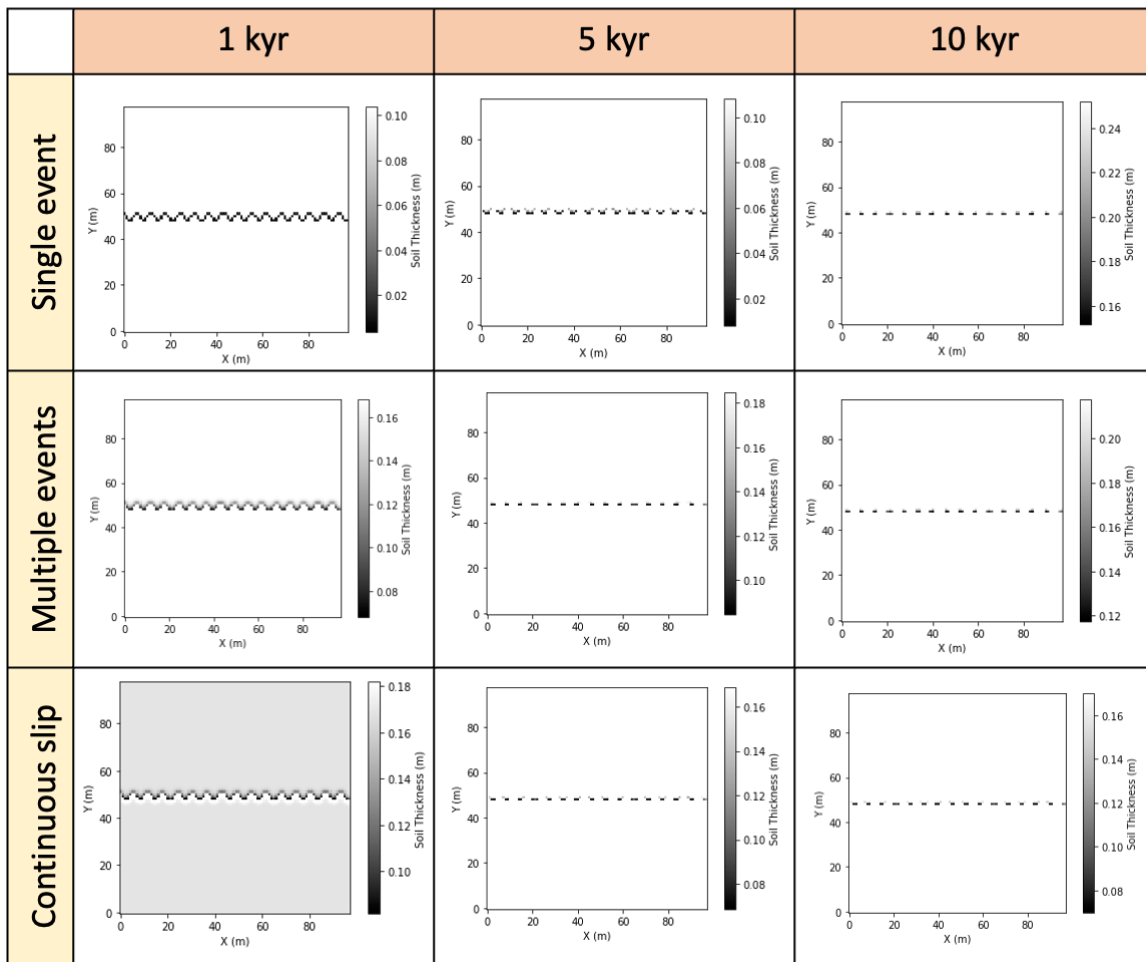 1 kyr 5 kyr 10 kyr
Single event
80
60
40
20
0
Y (m)
0 20 40 60 80
X (m)
0.10
0.08
0.06
0.04
0.02
Soil Thickness (m)
80
60
40
20
0
Y (m)
0 20 40 60 80
X (m)
0.10
0.08
0.06
0.04
0.02
Soil Thickness (m)
80
60
40
20
0
Y (m)
0 20 40 60 80
X (m)
0.24
0.22
0.20
0.18
0.16
Soil Thickness (m)
Multiple events
80
60
40
20
0
Y (m)
0 20 40 60 80
X (m)
0.16
0.14
0.12
0.10
0.08
Soil Thickness (m)
80
60
40
20
0
Y (m)
0 20 40 60 80
X (m)
0.18
0.16
0.14
0.12
0.10
Soil Thickness (m)
80
60
40
20
0
Y (m)
0 20 40 60 80
X (m)
0.20
0.18
0.16
0.14
0.12
Soil Thickness (m)
Continuous slip
80
60
40
20
0
Y (m)
0 20 40 60 80
X (m)
0.18
0.16
0.14
0.12
0.10
Soil Thickness (m)
80
60
40
20
0
Y (m)
0 20 40 60 80
X (m)
0.16
0.14
0.12
0.10
0.08
Soil Thickness (m)
80
60
40
20
0
Y (m)
0 20 40 60 80
X (m)
0.16
0.14
0.12
0.10
0.08
Soil Thickness (m)